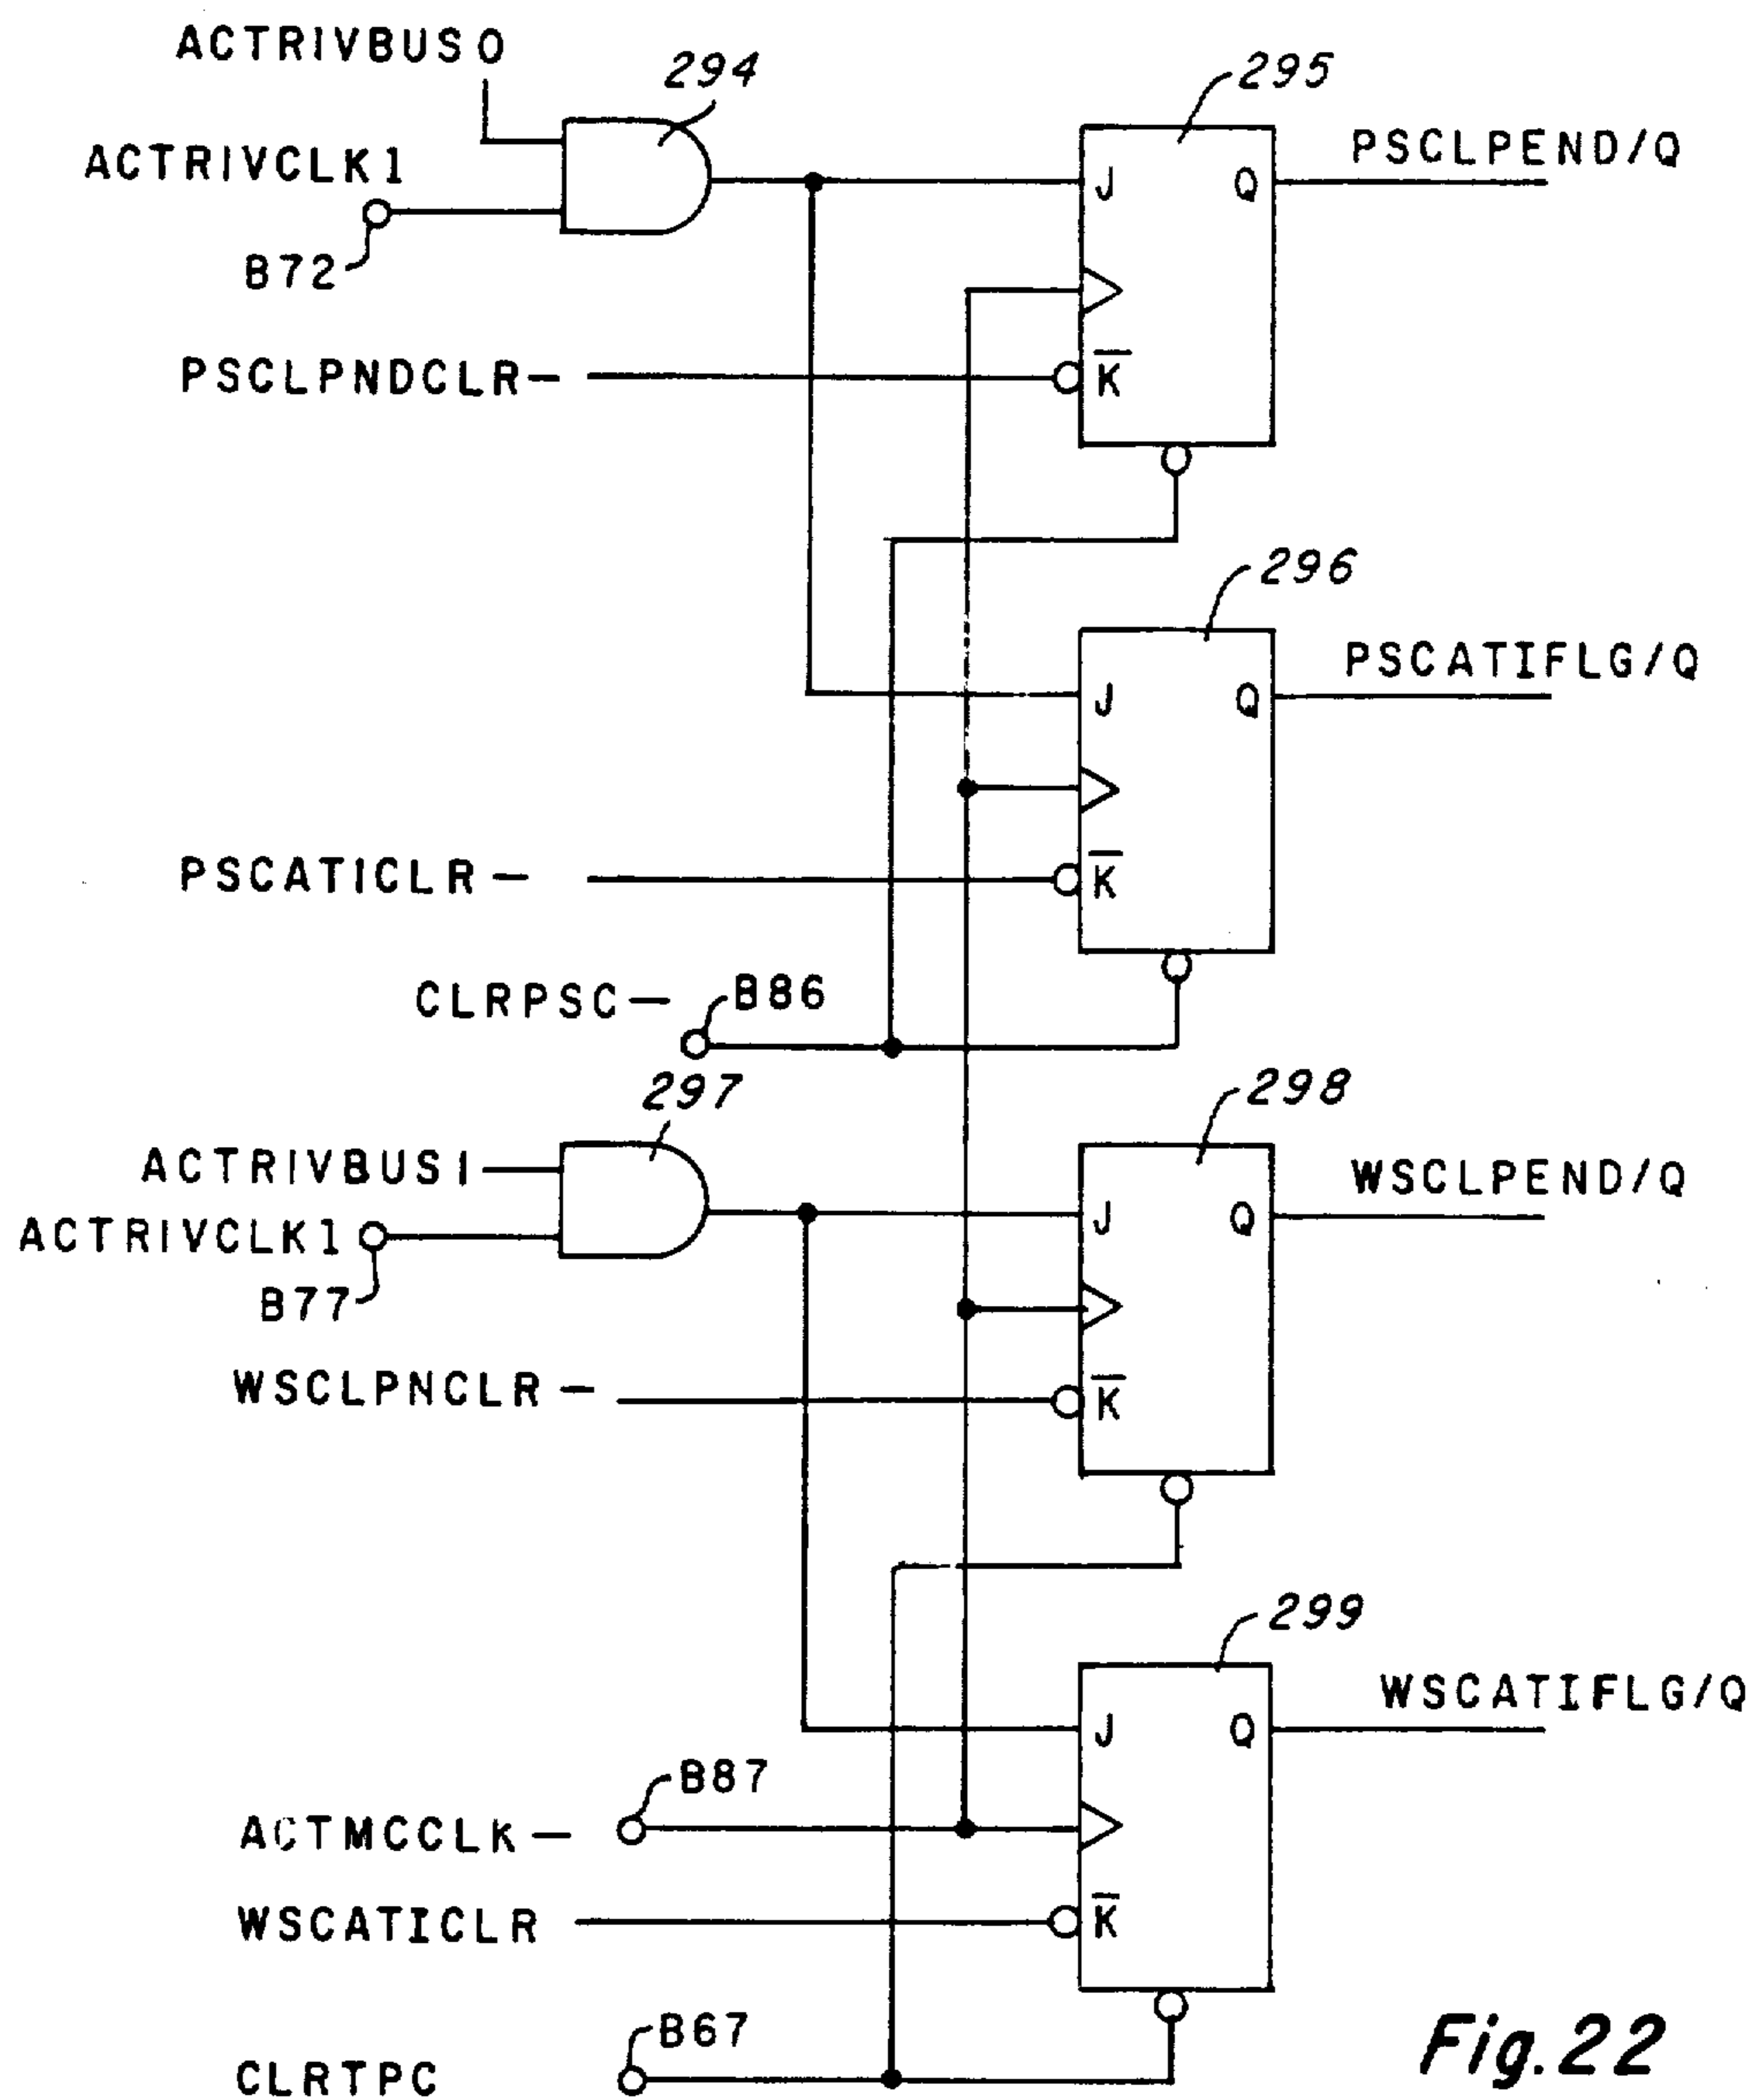 ACTRIVBUS0
294
295
ACTRIVCLK1
PSCLPEND/Q
J
Q
B72
PSCLPNDCLR—
K
296
PSCATIFLG/Q
J
Q
PSCATICLR—
K
CLRPSC—
B86
297
298
ACTRIVBUS1
WSCLPEND/Q
J
Q
ACTRIVCLK1
B77
WSCLPNCLR—
K
299
WSCATIFLG/Q
J
Q
B87
ACTMCCLK—
WSCATICLR
K
B67
CLRTPC
Fig.22